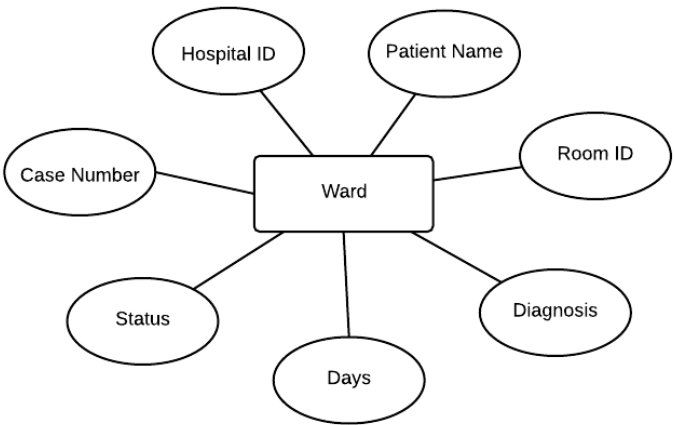 Hospital ID
Patient Name
Case Number
Ward
Room ID
Status
Days
Diagnosis